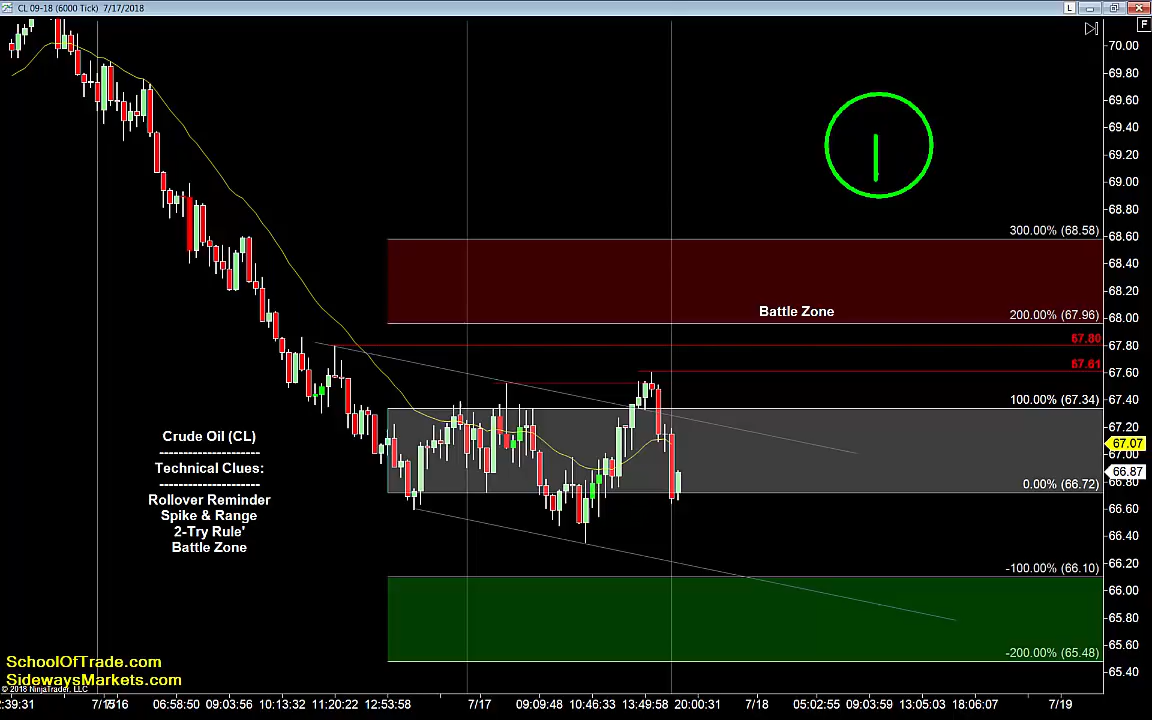 CL 09-18 (6000 Tick) 7/17/2018
L
F
70.00
69.80
69.60
69.40
69.20
69.00
68.80
300.00% (68.58)
68.60
68.40
68.20
Battle Zone
200.00% (67.96)
68.00
67.80
67.80
67.61
67.60
100.00% (67.34)
67.40
67.20
67.07
67.00
66.87
66.80
0.00% (66.72)
66.60
66.40
66.20
-100.00% (66.10)
66.00
65.80
65.60
-200.00% (65.48)
65.40
Crude Oil (CL)
--------------------
Technical Clues:
--------------------
Rollover Reminder
Spike & Range
2-Try Rule'
Battle Zone
SchoolOfTrade.com
SidewaysMarkets.com
© 2018 NinjaTrader, LLC
2:39:31 06:58:50 09:03:56 10:13:32 11:20:22 12:53:58 7/17 09:09:48 10:46:33 13:49:58 20:00:31 7/18 05:02:55 09:03:59 13:05:03 18:06:07 7/19